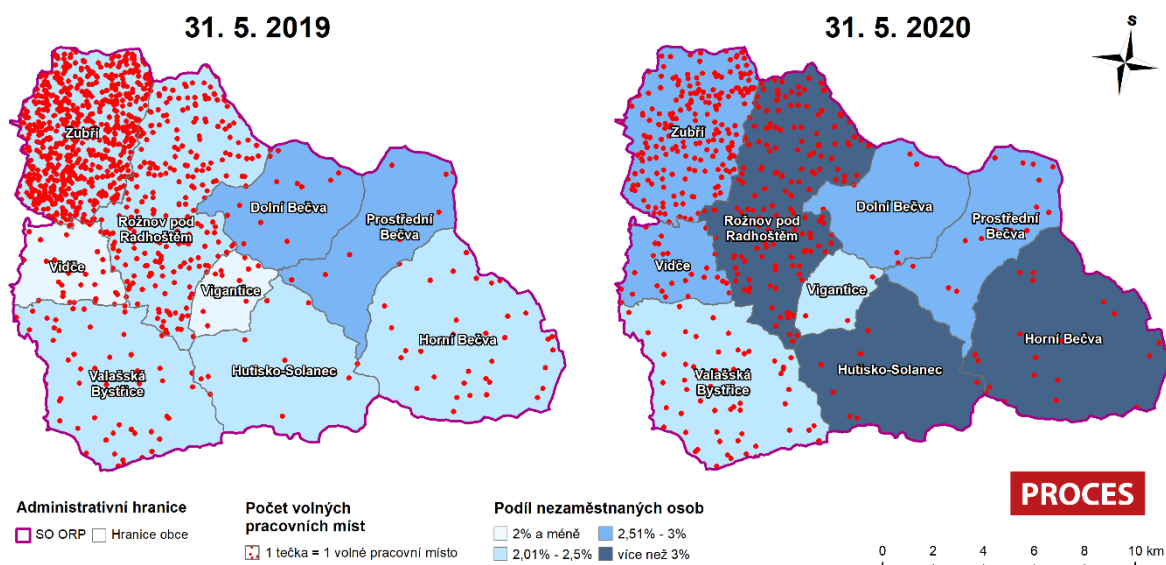 31. 5. 2019
31. 5. 2020
S
Zubří
Rožnov pod
Radhoštěm
Dolní Bečva
Prostřední
Bečva
Vidče
Vigantice
Horní Bečva
Hutisko-Solanec
Valašská
Bystřice
Zubří
Rožnov pod
Radhoštěm
Dolní Bečva
Prostřední
Bečva
Vidče
Vigantice
Horní Bečva
Hutisko-Solanec
Valašská
Bystřice
Administrativní hranice
SO ORP
Hranice obce
Počet volných
pracovních míst
1 tečka = 1 volné pracovní místo
Podíl nezaměstnaných osob
2% a méně
2,51% - 3%
2,01% - 2,5%
více než 3%
PROCES
0 2 4 6 8 10 km